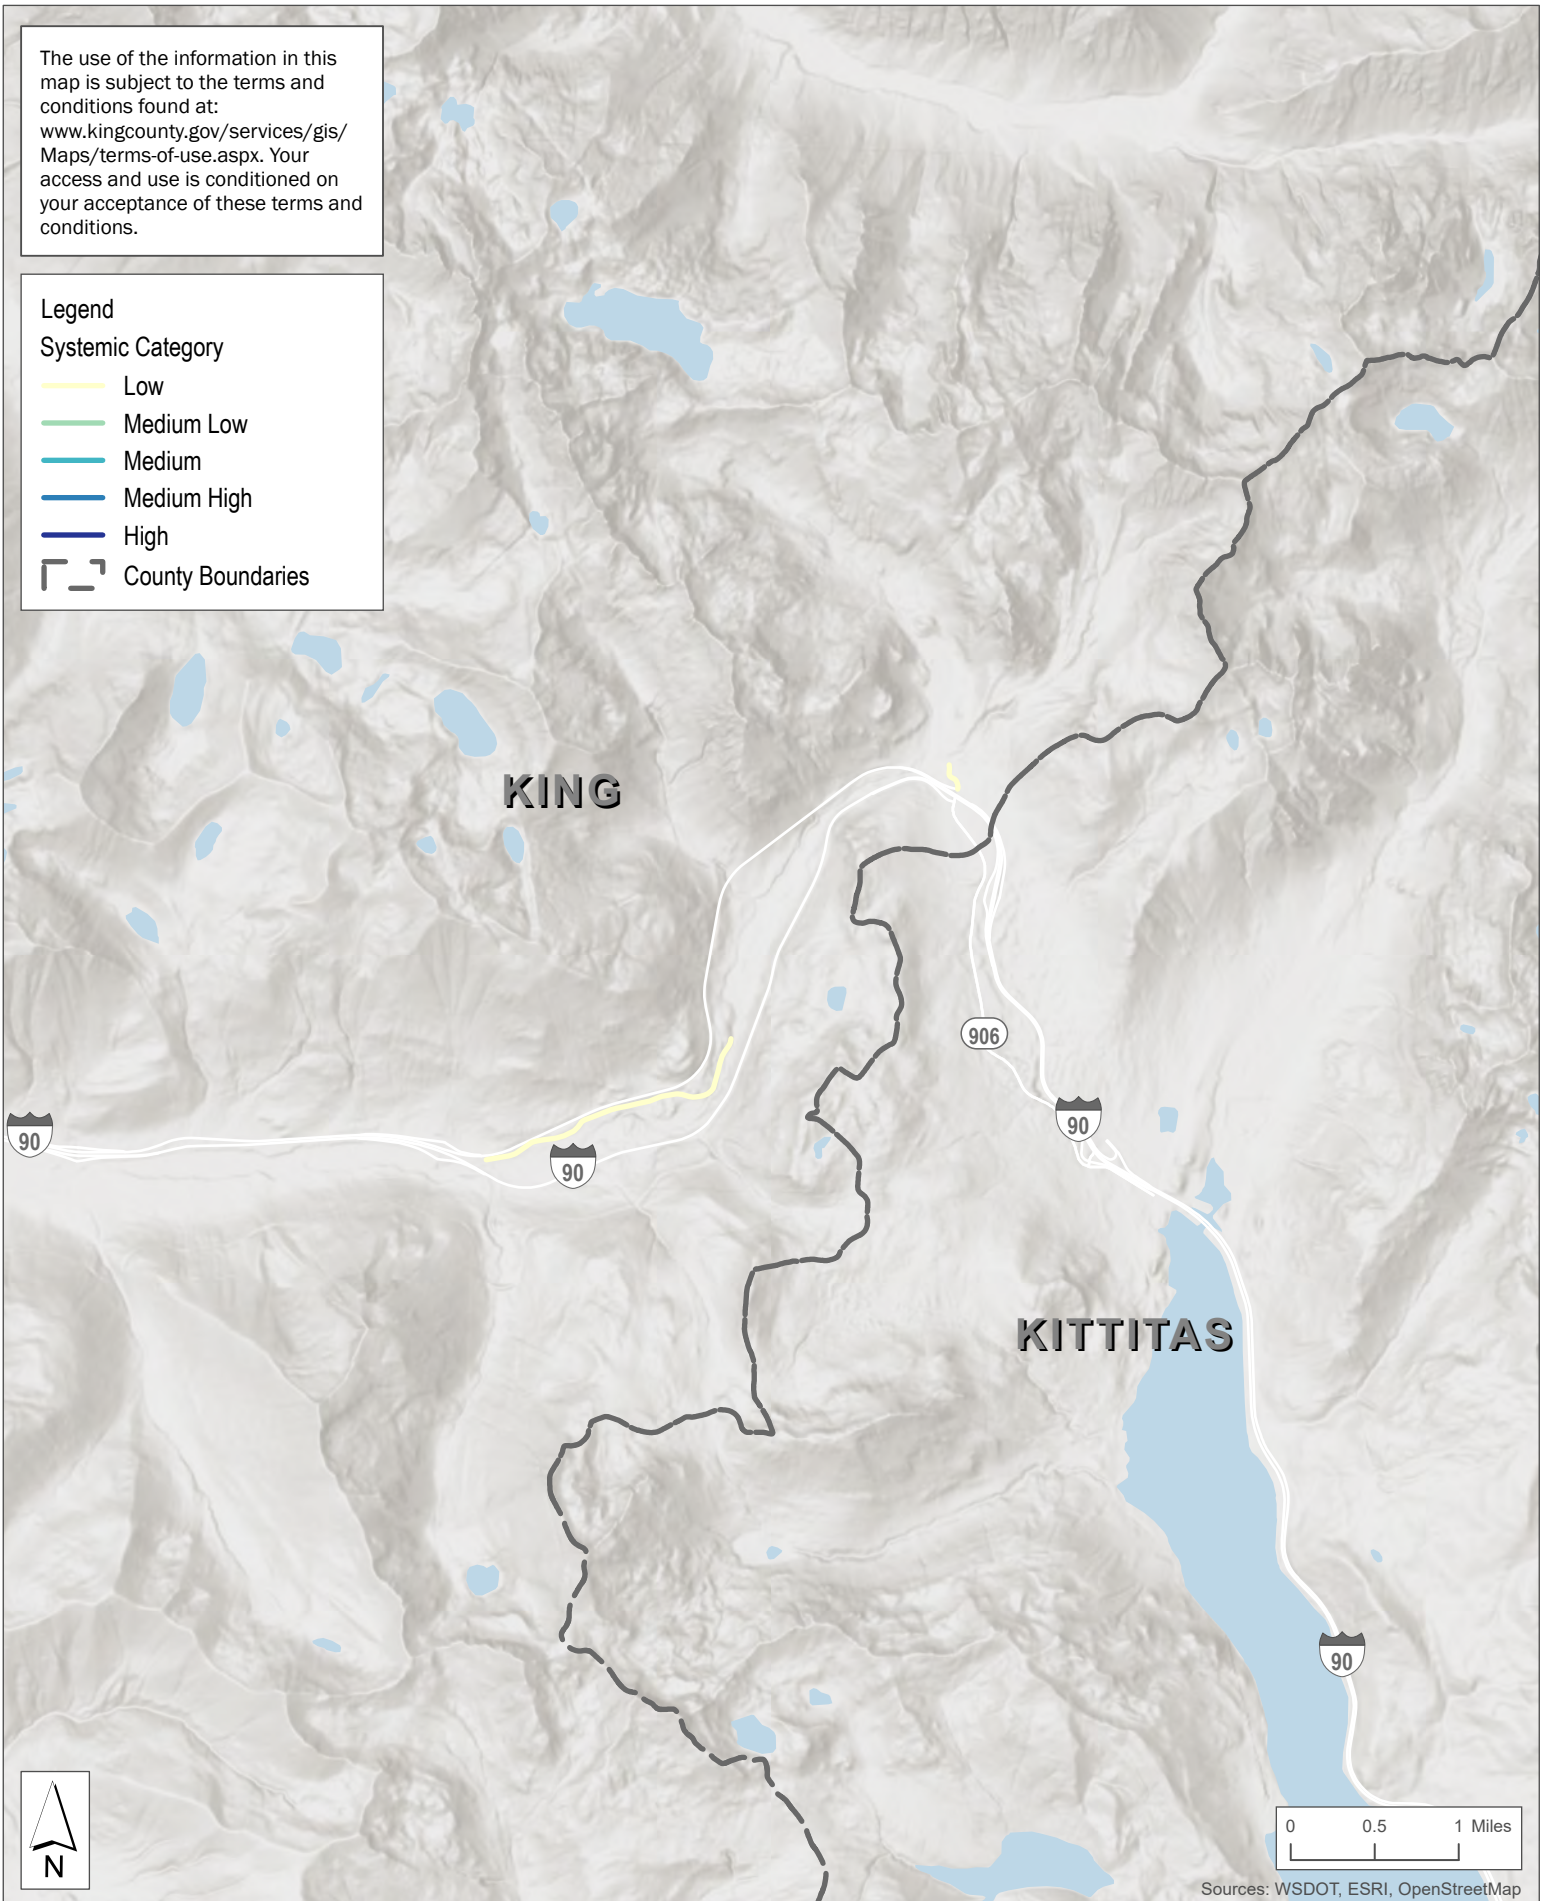 The use of the information in this
map is subject to the terms and
conditions found at:
www.kingcounty.gov/services/gis/
Maps/terms-of-use.aspx. Your
access and use is conditioned on
your acceptance of these terms and
conditions.
Legend
Systemic Category
Low
Medium Low
Medium
Medium High
High
County Boundaries
KING
906
90
90
90
KITTITAS
90
N
0 0.5 1 Miles
Sources: WSDOT, ESRI, OpenStreetMap